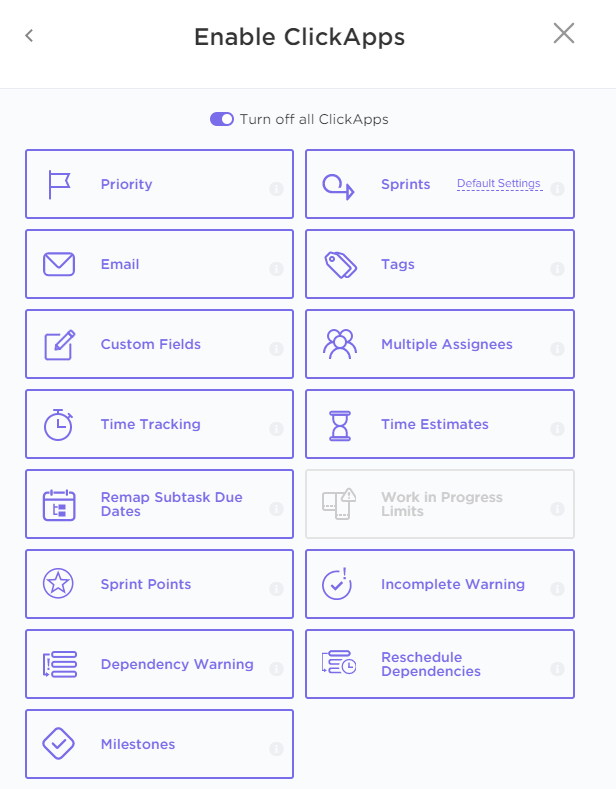 Enable ClickApps
Turn off all ClickApps
Priority
Sprints Default Settings
Email
Tags
Custom Fields
Multiple Assignees
Time Tracking
Time Estimates
Remap Subtask Due
Dates
Work in Progress
Limits
Sprint Points
Incomplete Warning
Dependency Warning
Reschedule
Dependencies
Milestones